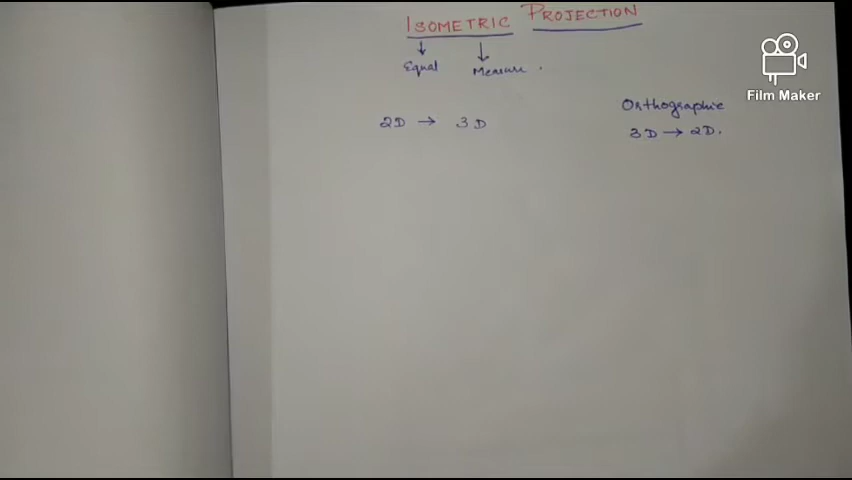 ISOMETRIC PROJECTION
Equal Measure.
Orthographic
2D → 3D
3D → 2D.
Film Maker